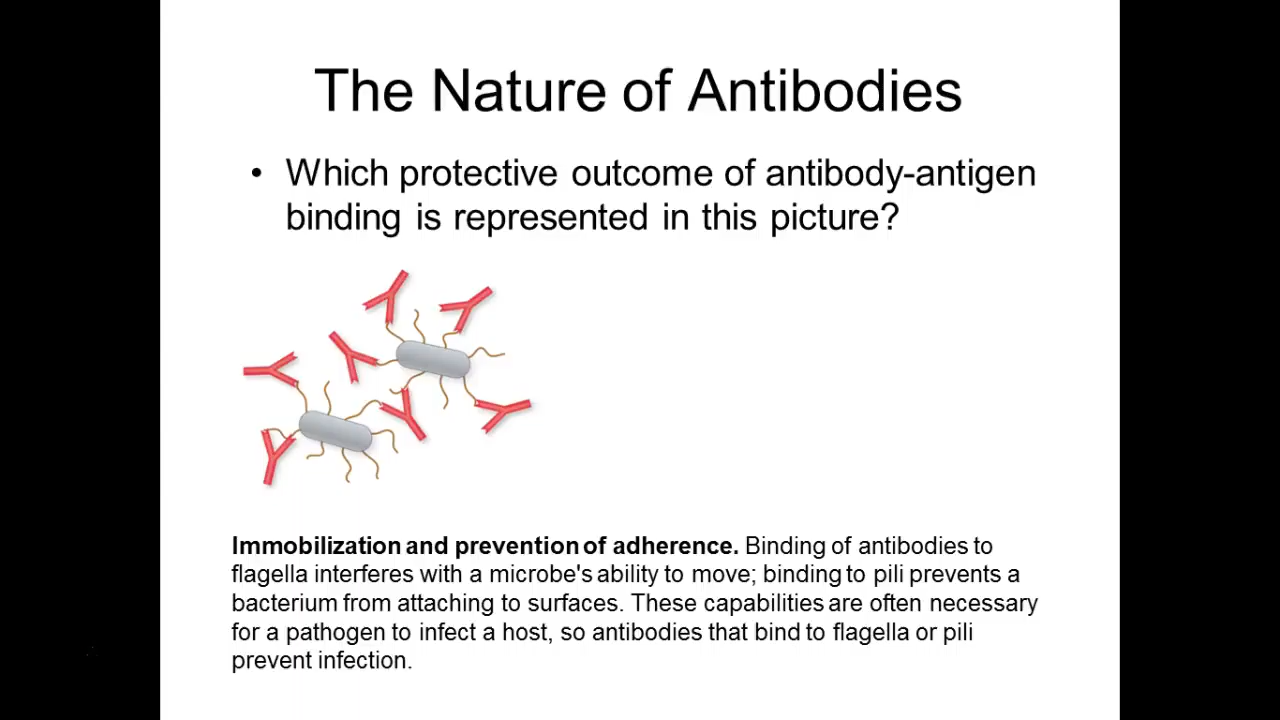 The Nature of Antibodies
• Which protective outcome of antibody-antigen
binding is represented in this picture?
Immobilization and prevention of adherence. Binding of antibodies to
flagella interferes with a microbe's ability to move; binding to pili prevents a
bacterium from attaching to surfaces. These capabilities are often necessary
for a pathogen to infect a host, so antibodies that bind to flagella or pili
prevent infection.